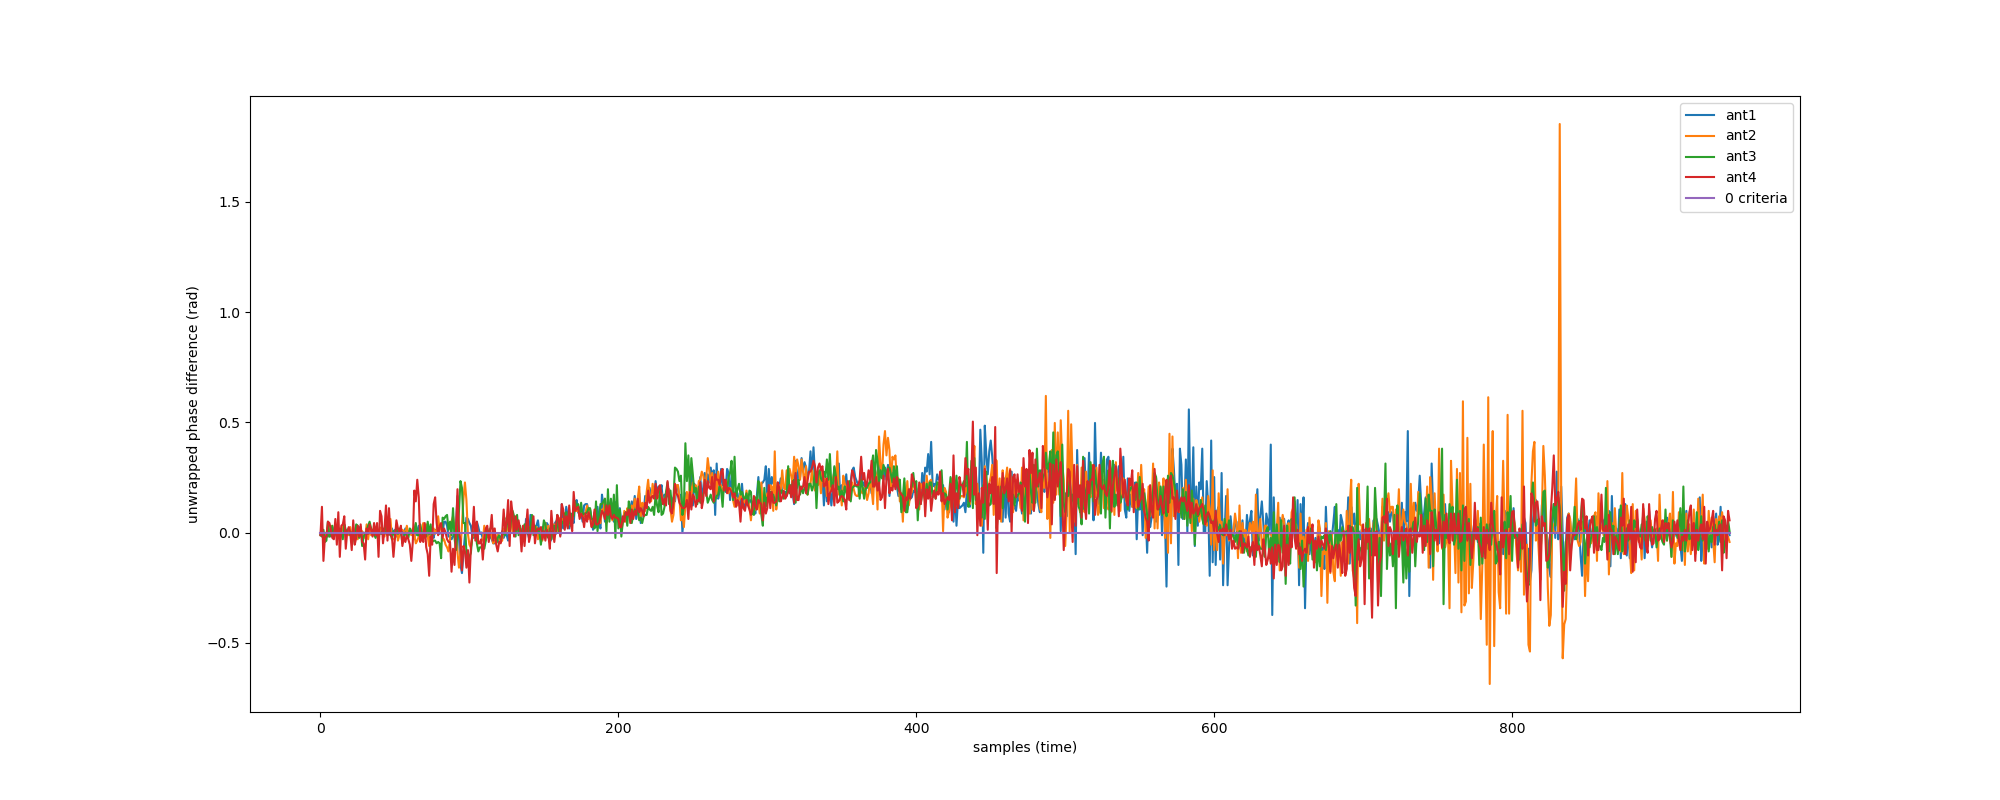 ant1
ant2
ant3
ant4
0 criteria
1.5
1.0
0.5
0.0
−0.5
unwrapped phase difference (rad)
0
200
400
600
800
samples (time)